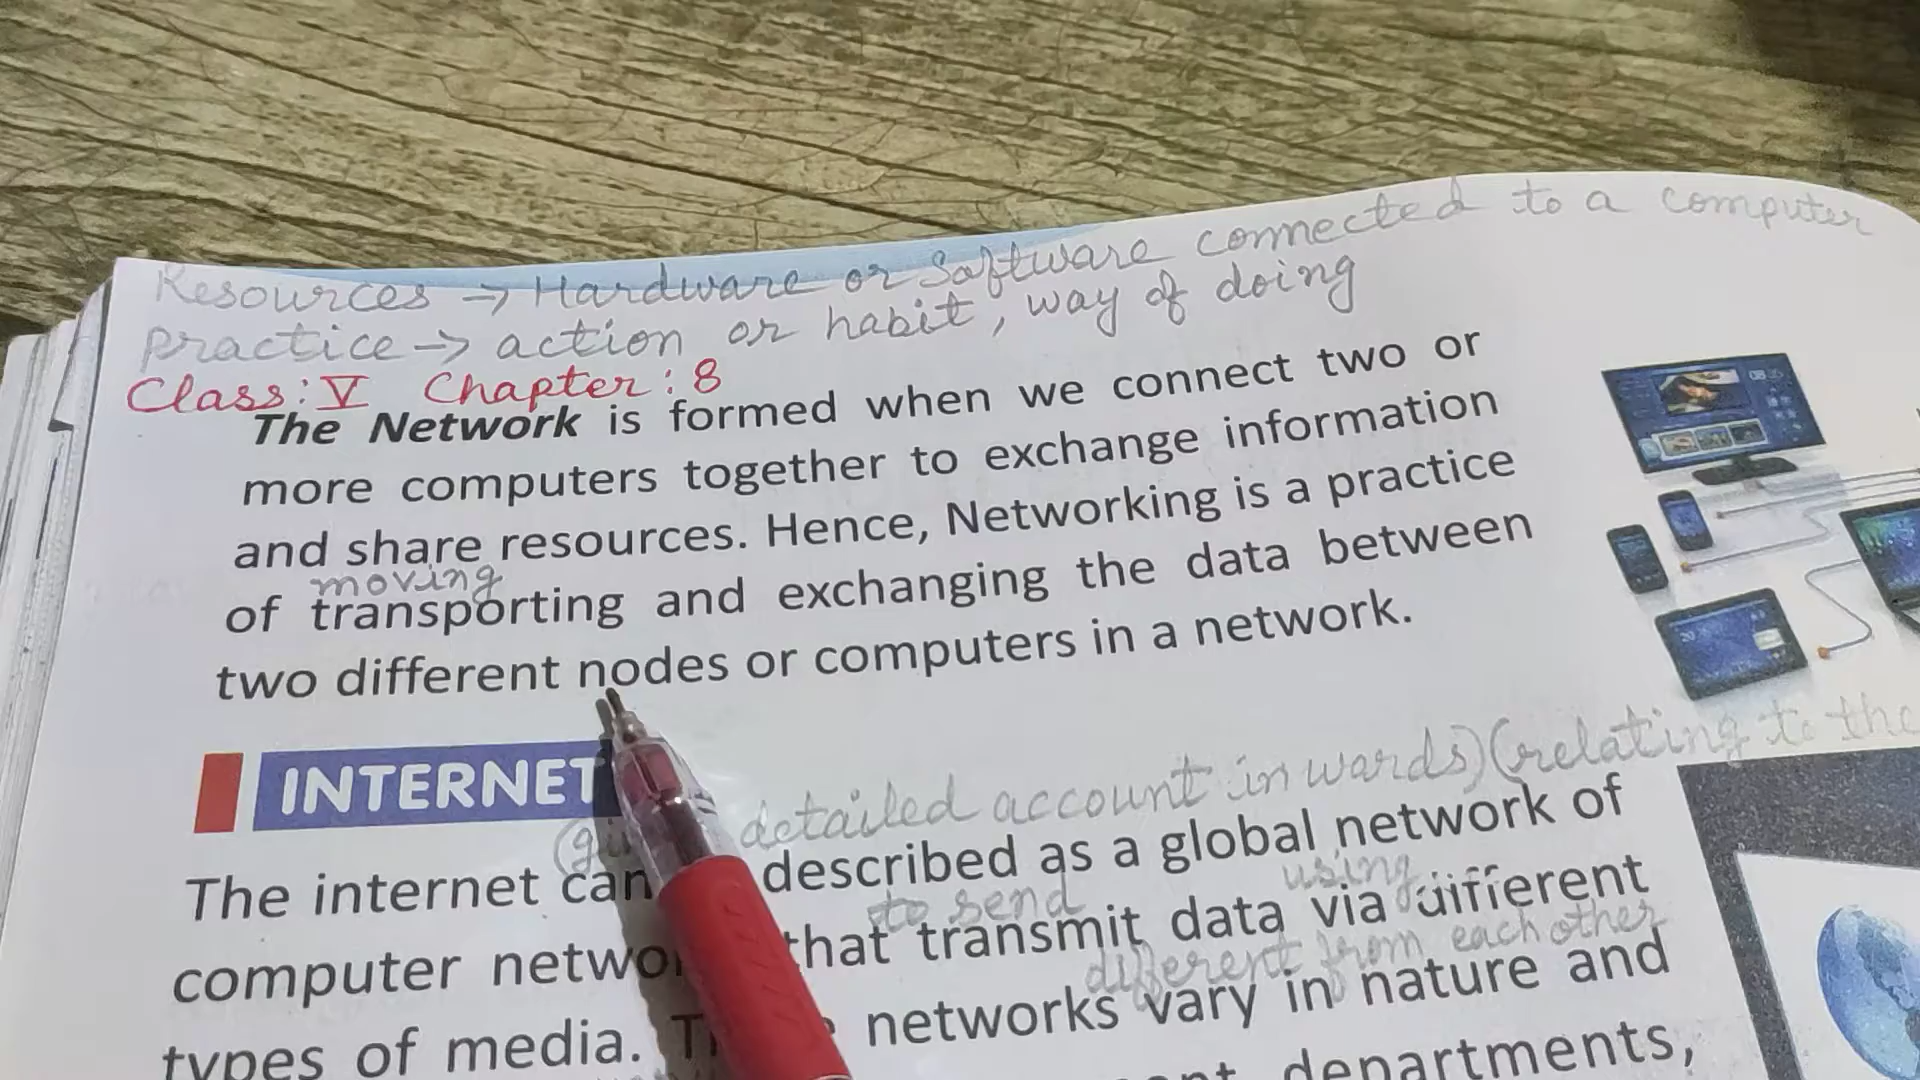 Resources → Hardware or Software connected to a computer
practice → action or habit, way of doing
Class: V Chapter: 8
The Network is formed when we connect two or
more computers together to exchange information
and share resources. Hence, Networking is a practice
moving
of transporting and exchanging the data between
two different nodes or computers in a network.
INTERNET
detailed account in words) (relating to the
The internet can described as a global network of
to send using
computer that transmit data via different
different from each other
types of media. networks vary in nature and
departments,